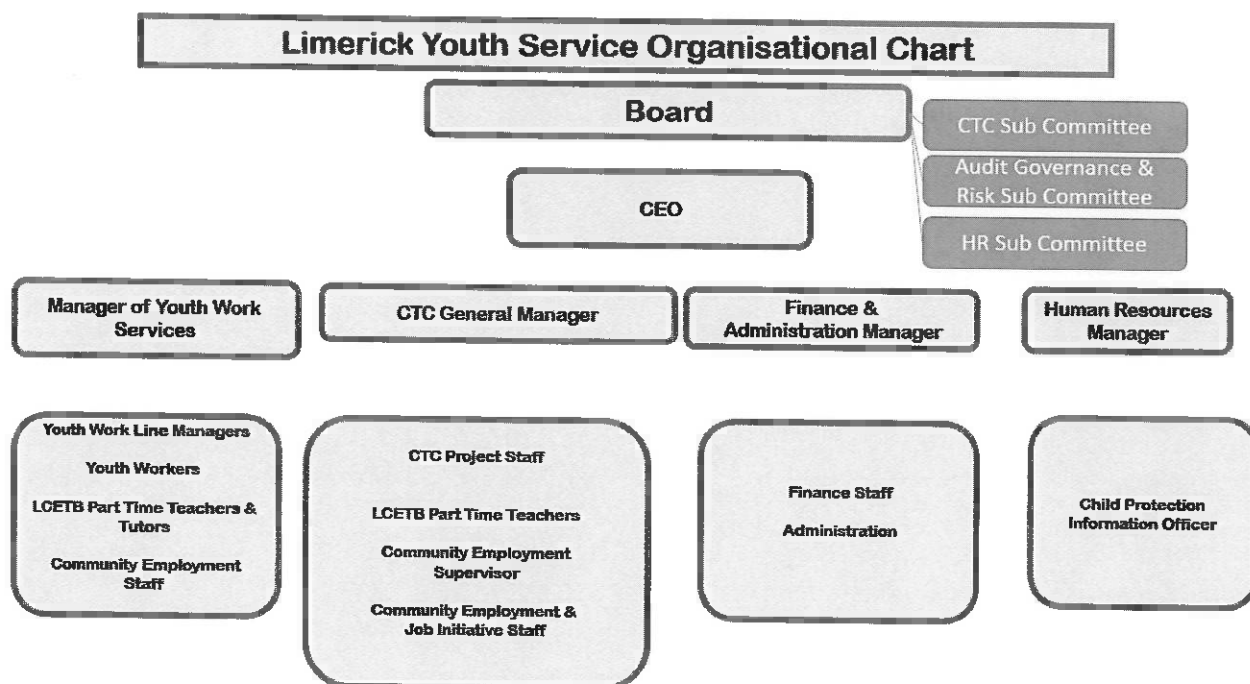 Limerick Youth Service Organisational Chart
Board
CTC Sub Committee
Audit Governance &
Risk Sub Committee
HR Sub Committee
CEO
Manager of Youth Work
Services
CTC General Manager
Finance &
Administration Manager
Human Resources
Manager
Youth Work Line Managers
Youth Workers
LCETB Part Time Teachers &
Tutors
Community Employment
Staff
CTC Project Staff
LCETB Part Time Teachers
Community Employment
Supervisor
Community Employment &
Job Initiative Staff
Finance Staff
Administration
Child Protection
Information Officer